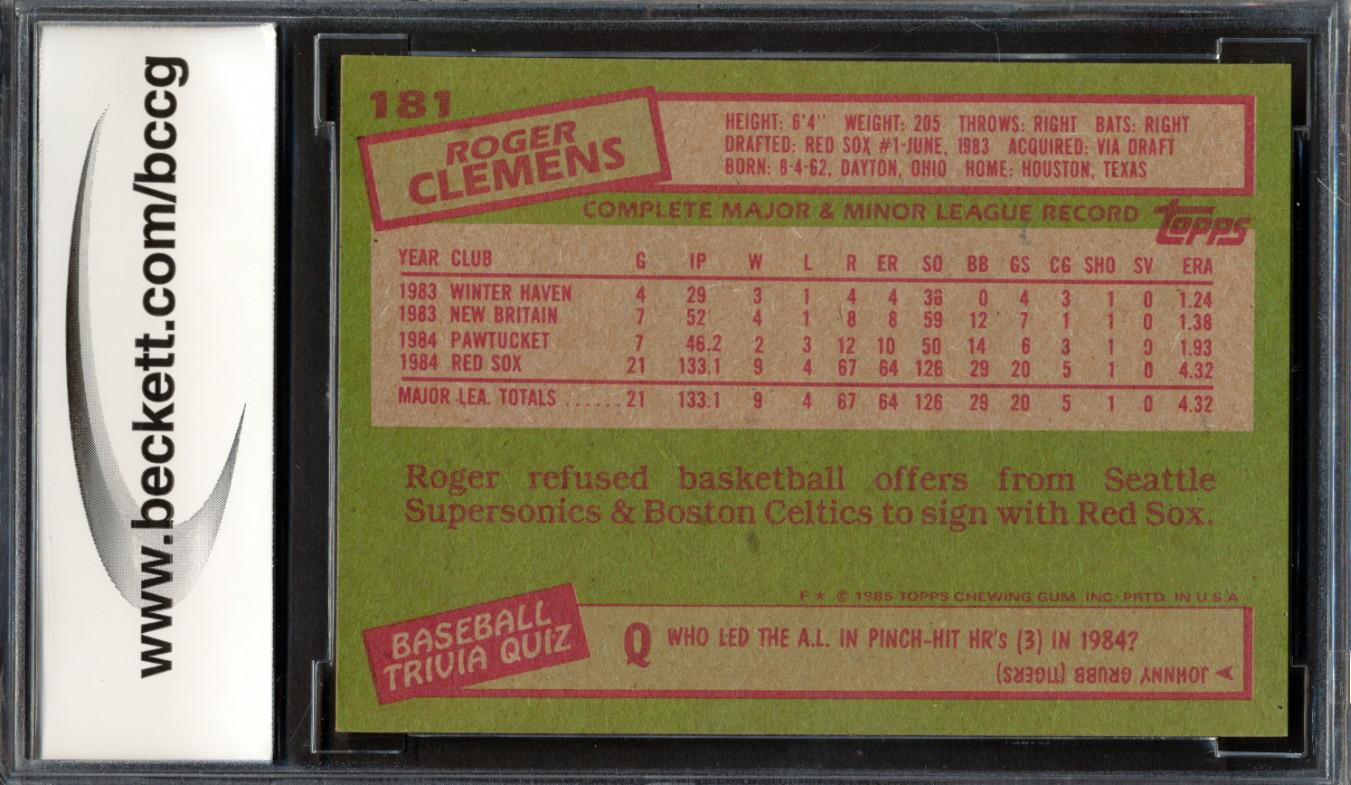 www.beckett.com/bccg
181
ROGER
CLEMENS
HEIGHT: 6'4" WEIGHT: 205 THROWS: RIGHT BATS: RIGHT
DRAFTED: RED SOX #1-JUNE, 1983 ACQUIRED: VIA DRAFT
BORN: 8-4-62, DAYTON, OHIO HOME: HOUSTON, TEXAS
COMPLETE MAJOR & MINOR LEAGUE RECORD
topps
YEAR CLUB G IP W L R ER SO BB GS CG SHO SV ERA
1983 WINTER HAVEN 4 29 3 1 4 4 36 0 4 3 1 0 1.24
1983 NEW BRITAIN 7 52 4 1 8 8 59 12 7 1 1 0 1.38
1984 PAWTUCKET 7 46.2 2 3 12 10 50 14 6 3 1 0 1.93
1984 RED SOX 21 133.1 9 4 67 64 126 29 20 5 1 0 4.32
MAJOR LEA. TOTALS ......21 133.1 9 4 67 64 126 29 20 5 1 0 4.32
Roger refused basketball offers from Seattle
Supersonics & Boston Celtics to sign with Red Sox.
F★ © 1985 TOPPS CHEWING GUM, INC·PRTD. IN U.S.A
BASEBALL
TRIVIA QUIZ
Q WHO LED THE A.L. IN PINCH-HIT HR'S (3) IN 1984?
JOHNNY GRUBB (TIGERS)